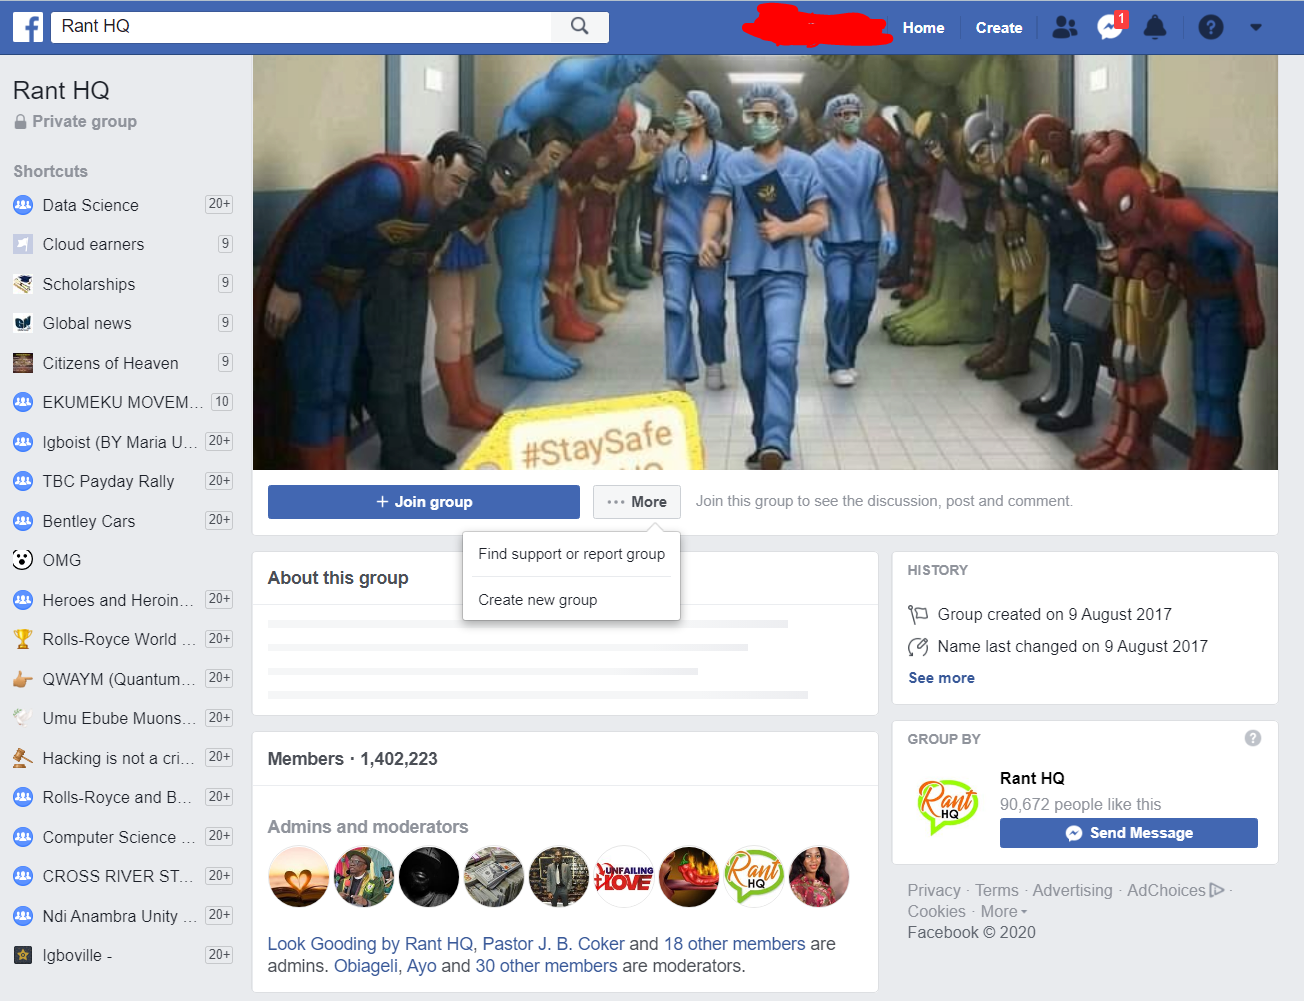 Rant HQ
Home
Create
1
Rant HQ
Private group
Shortcuts
Data Science 20+
Cloud earners 9
Scholarships 9
Global news 9
Citizens of Heaven 9
EKUMEKU MOVEM... 10
Igboist (BY Maria U... 20+
TBC Payday Rally 20+
Bentley Cars 20+
OMG
Heroes and Heroin... 20+
Rolls-Royce World ... 20+
QWAYM (Quantum... 20+
Umu Ebube Muons... 20+
Hacking is not a cri... 20+
Rolls-Royce and B... 20+
Computer Science ... 20+
CROSS RIVER ST... 20+
Ndi Anambra Unity ... 20+
Igboville - 20+
#StaySafe
+ Join group
··· More
Join this group to see the discussion, post and comment.
Find support or report group
Create new group
About this group
Members · 1,402,223
Admins and moderators
UNFAILING
LOVE
Rant
HQ
Look Gooding by Rant HQ, Pastor J. B. Coker and 18 other members are
admins. Obiageli, Ayo and 30 other members are moderators.
HISTORY
Group created on 9 August 2017
Name last changed on 9 August 2017
See more
GROUP BY
?
Rant
HQ
Rant HQ
90,672 people like this
Send Message
Privacy · Terms · Advertising · AdChoices ·
Cookies · More
Facebook © 2020